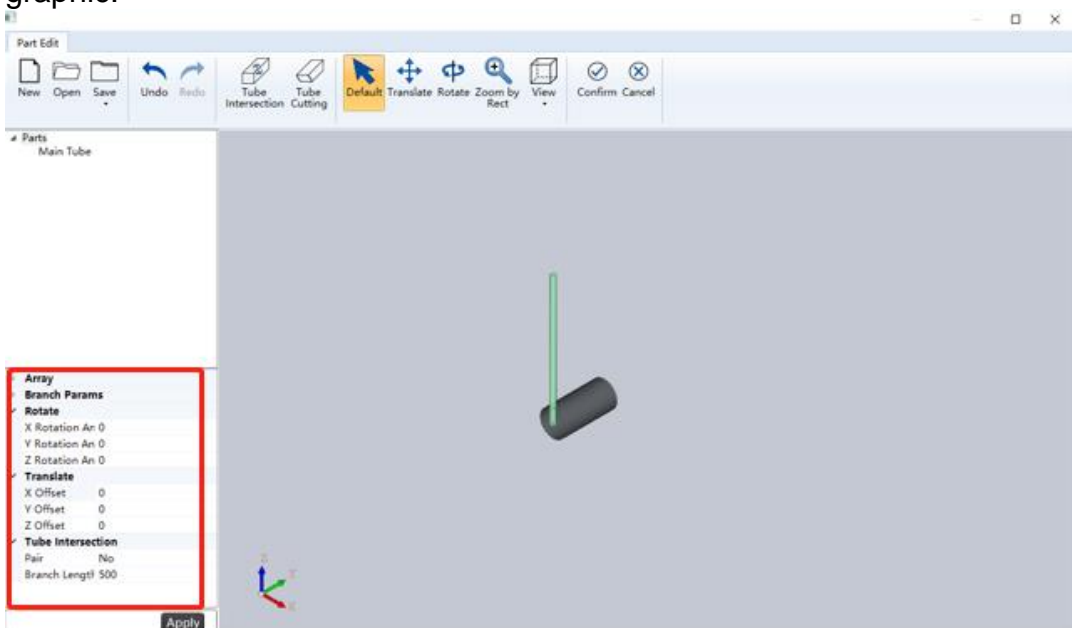 graphic.
Part Edit
New Open Save Undo Redo Tube Intersection Tube Cutting Default Translate Rotate Zoom by Rect View Confirm Cancel
Parts
Main Tube
Array
Branch Params
Rotate
X Rotation An 0
Y Rotation An 0
Z Rotation An 0
Translate
X Offset 0
Y Offset 0
Z Offset 0
Tube Intersection
Pair No
Branch Length 500
Apply
Z
Y
X